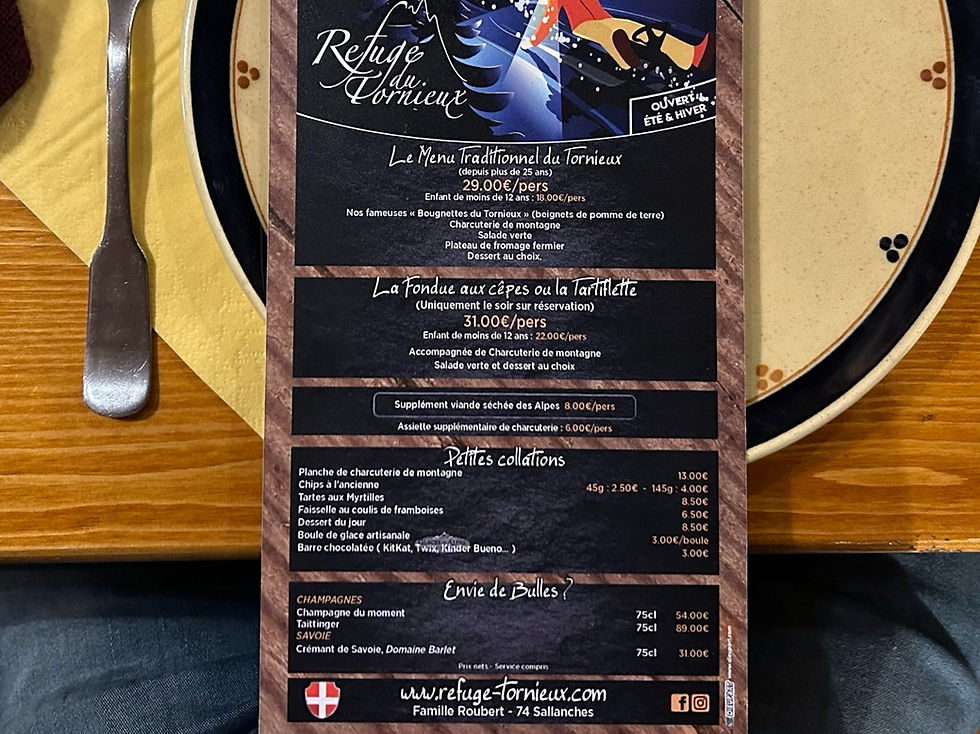 Refuge
du
Tornieux
OUVERT
ÉTÉ & HIVER
Le Menu Traditionnel du Tornieux
(depuis plus de 25 ans)
29.00€/pers
Enfant de moins de 12 ans : 18.00€/pers
Nos fameuses « Bougnettes du Tornieux » (beignets de pomme de terre)
Charcuterie de montagne
Salade verte
Plateau de fromage fermier
Dessert au choix.
La Fondue aux cêpes ou la Tartiflette
(Uniquement le soir sur réservation)
31.00€/pers
Enfant de moins de 12 ans : 22.00€/pers
Accompagnée de Charcuterie de montagne
Salade verte et dessert au choix
Supplément viande séchée des Alpes 8.00€/pers
Assiette supplémentaire de charcuterie : 6.00€/pers
Petites collations
Planche de charcuterie de montagne 13.00€
Chips à l'ancienne 45g : 2.50€ - 145g : 4.00€
Tartes aux Myrtilles 8.50€
Faisselle au coulis de framboises 6.50€
Dessert du jour 8.50€
Boule de glace artisanale 3.00€/boule
Barre chocolatée ( KitKat, Twix, Kinder Bueno... ) 3.00€
Envie de Bulles ?
CHAMPAGNES
Champagne du moment 75cl 54.00€
Taittinger 75cl 89.00€
SAVOIE
Crémant de Savoie, Domaine Barlet 75cl 31.00€
Prix nets - Service compris
www.refuge-tornieux.com
Famille Roubert - 74 Sallanches